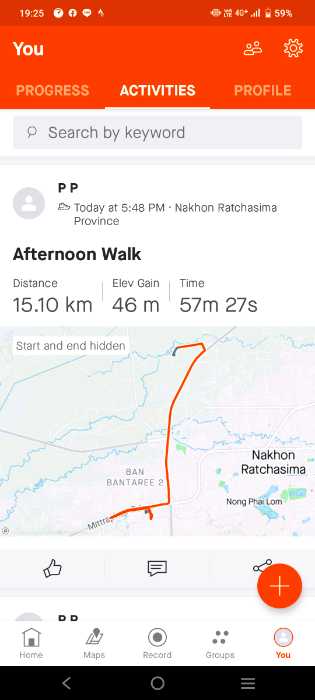 19:25
4G+
59%
You
PROGRESS
ACTIVITIES
PROFILE
Search by keyword
P P
Today at 5:48 PM · Nakhon Ratchasima
Province
Afternoon Walk
Distance
Elev Gain
Time
15.10 km
46 m
57m 27s
Start and end hidden
BAN
BANTAREE 2
Nakhon
Ratchasima
Nong Phai Lom
P P
Home
Maps
Record
Groups
You